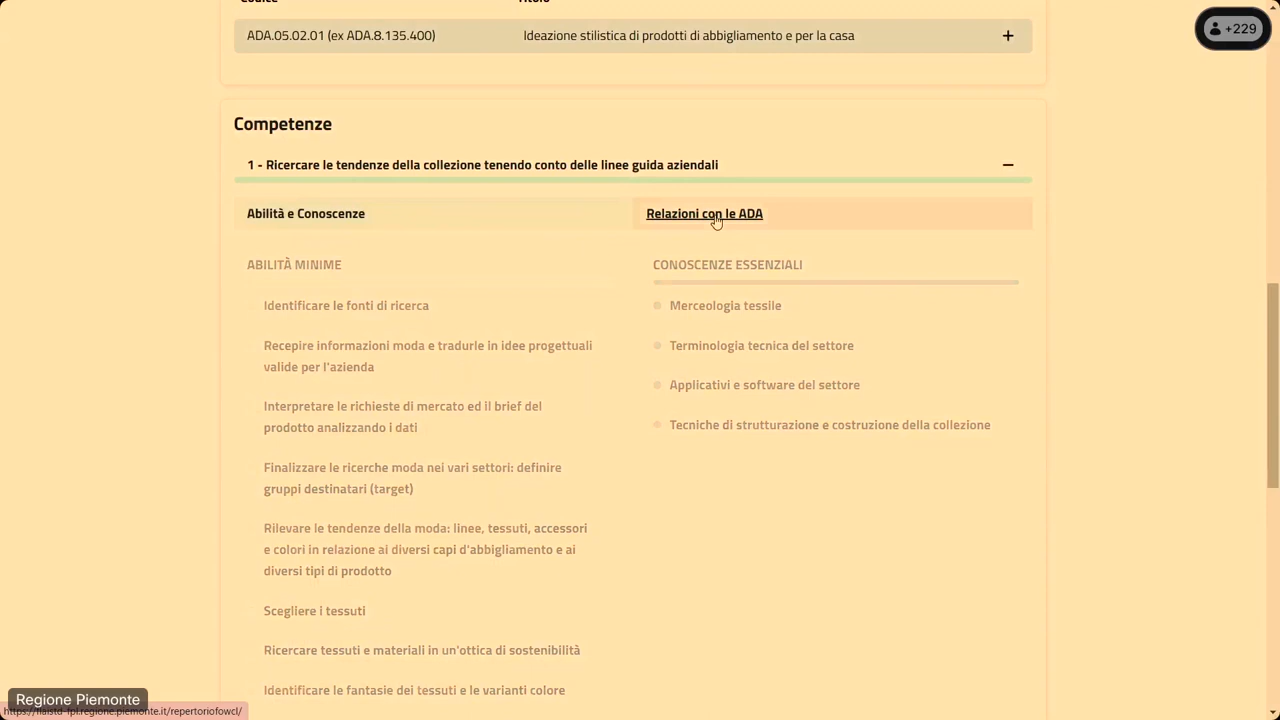 ADA.05.02.01 (ex ADA.8.135.400) Ideazione stilistica di prodotti di abbigliamento e per la casa +
+229
Competenze
1 - Ricercare le tendenze della collezione tenendo conto delle linee guida aziendali
Abilità e Conoscenze
Relazioni con le ADA
ABILITÀ MINIME
Identificare le fonti di ricerca
Recepire informazioni moda e tradurle in idee progettuali
valide per l'azienda
Interpretare le richieste di mercato ed il brief del
prodotto analizzando i dati
Finalizzare le ricerche moda nei vari settori: definire
gruppi destinatari (target)
Rilevare le tendenze della moda: linee, tessuti, accessori
e colori in relazione ai diversi capi d'abbigliamento e ai
diversi tipi di prodotto
Scegliere i tessuti
Ricercare tessuti e materiali in un'ottica di sostenibilità
Identificare le fantasie dei tessuti e le varianti colore
CONOSCENZE ESSENZIALI
Merceologia tessile
Terminologia tecnica del settore
Applicativi e software del settore
Tecniche di strutturazione e costruzione della collezione
Regione Piemonte